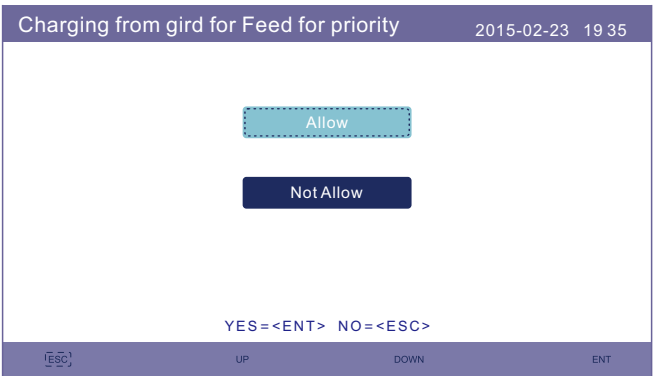 Charging from gird for Feed for priority 2015-02-23 19 35
Allow
Not Allow
YES=<ENT> NO=<ESC>
ESC UP DOWN ENT